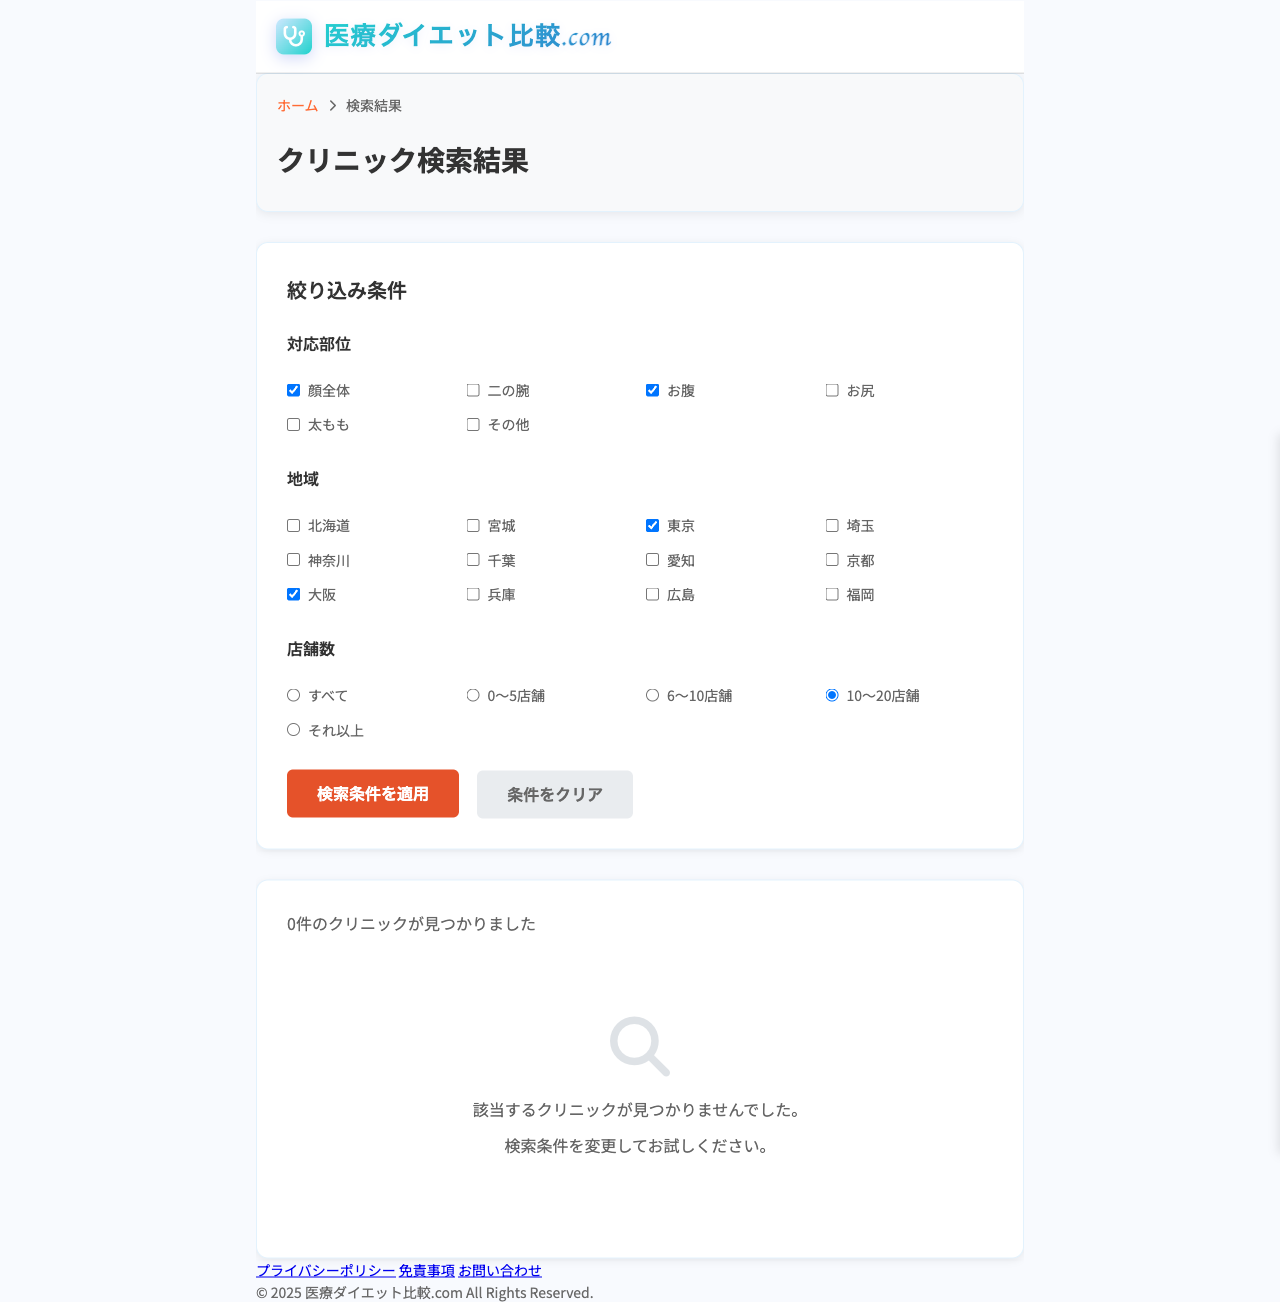 医療ダイエット比較.com
ホーム 検索結果
クリニック検索結果
絞り込み条件
対応部位
顔全体 二の腕 お腹 お尻
太もも その他
地域
北海道 宮城 東京 埼玉
神奈川 千葉 愛知 京都
大阪 兵庫 広島 福岡
店舗数
すべて 0〜5店舗 6〜10店舗 10〜20店舗
それ以上
検索条件を適用 条件をクリア
0件のクリニックが見つかりました
該当するクリニックが見つかりませんでした。
検索条件を変更してお試しください。
プライバシーポリシー 免責事項 お問い合わせ
© 2025 医療ダイエット比較.com All Rights Reserved.